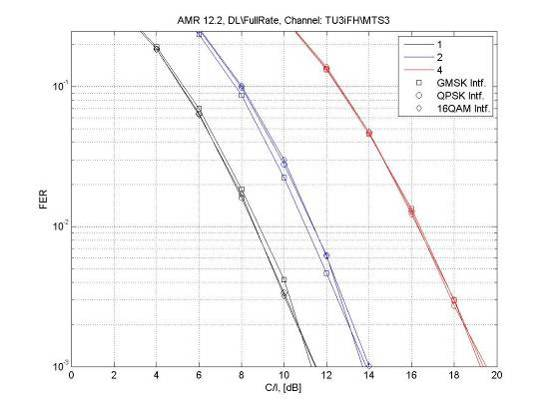 AMR 12.2, DL\FullRate, Channel: TU3iFH\MTS3
1
2
4
GMSK Intf.
QPSK Intf.
16QAM Intf.
FER
10^-1
10^-2
10^-3
0 2 4 6 8 10 12 14 16 18 20
C/I, [dB]